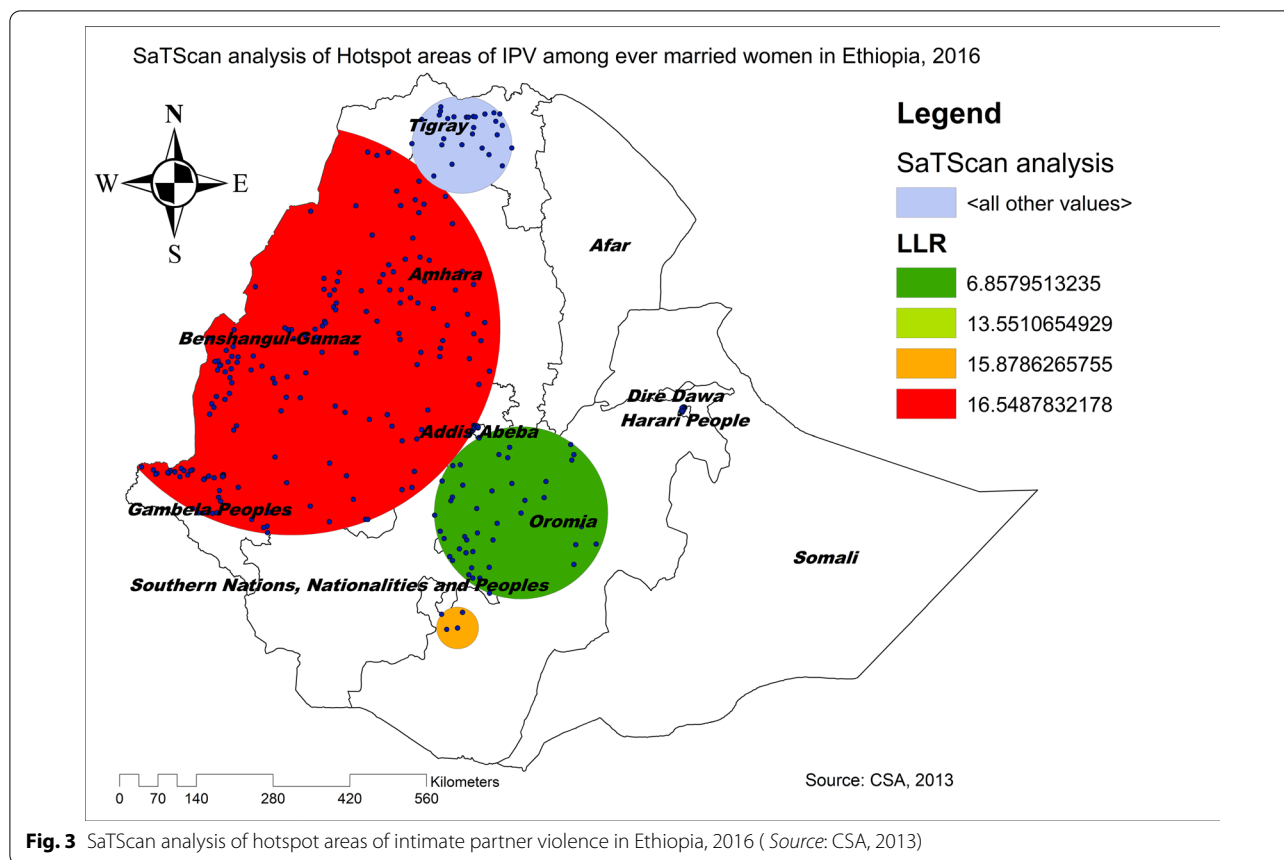 SaTScan analysis of Hotspot areas of IPV among ever married women in Ethiopia, 2016
N
W
E
S
Legend
SaTScan analysis
<all other values>
LLR
6.8579513235
13.5510654929
15.8786265755
16.5487832178
Tigray
Afar
Amhara
Benshangul-Gumaz
Dire Dawa
Harari People
Addis Abeba
Gambela Peoples
Oromia
Somali
Southern Nations, Nationalities and Peoples
Kilometers
0 70 140 280 420 560
Source: CSA, 2013
Fig. 3 SaTScan analysis of hotspot areas of intimate partner violence in Ethiopia, 2016 ( Source: CSA, 2013)